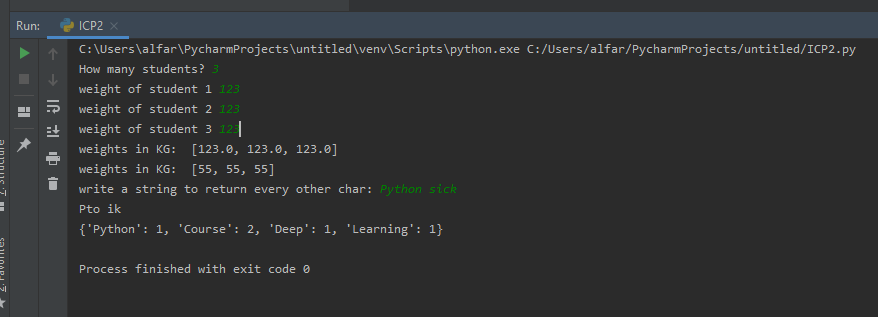 Run: ICP2
C:\Users\alfar\PycharmProjects\untitled\venv\Scripts\python.exe C:/Users/alfar/PycharmProjects/untitled/ICP2.py
How many students? 3
weight of student 1 123
weight of student 2 123
weight of student 3 123
weights in KG:  [123.0, 123.0, 123.0]
weights in KG:  [55, 55, 55]
write a string to return every other char: Python sick
Pto ik
{'Python': 1, 'Course': 2, 'Deep': 1, 'Learning': 1}
Process finished with exit code 0
Z: Structure
2: Favorites